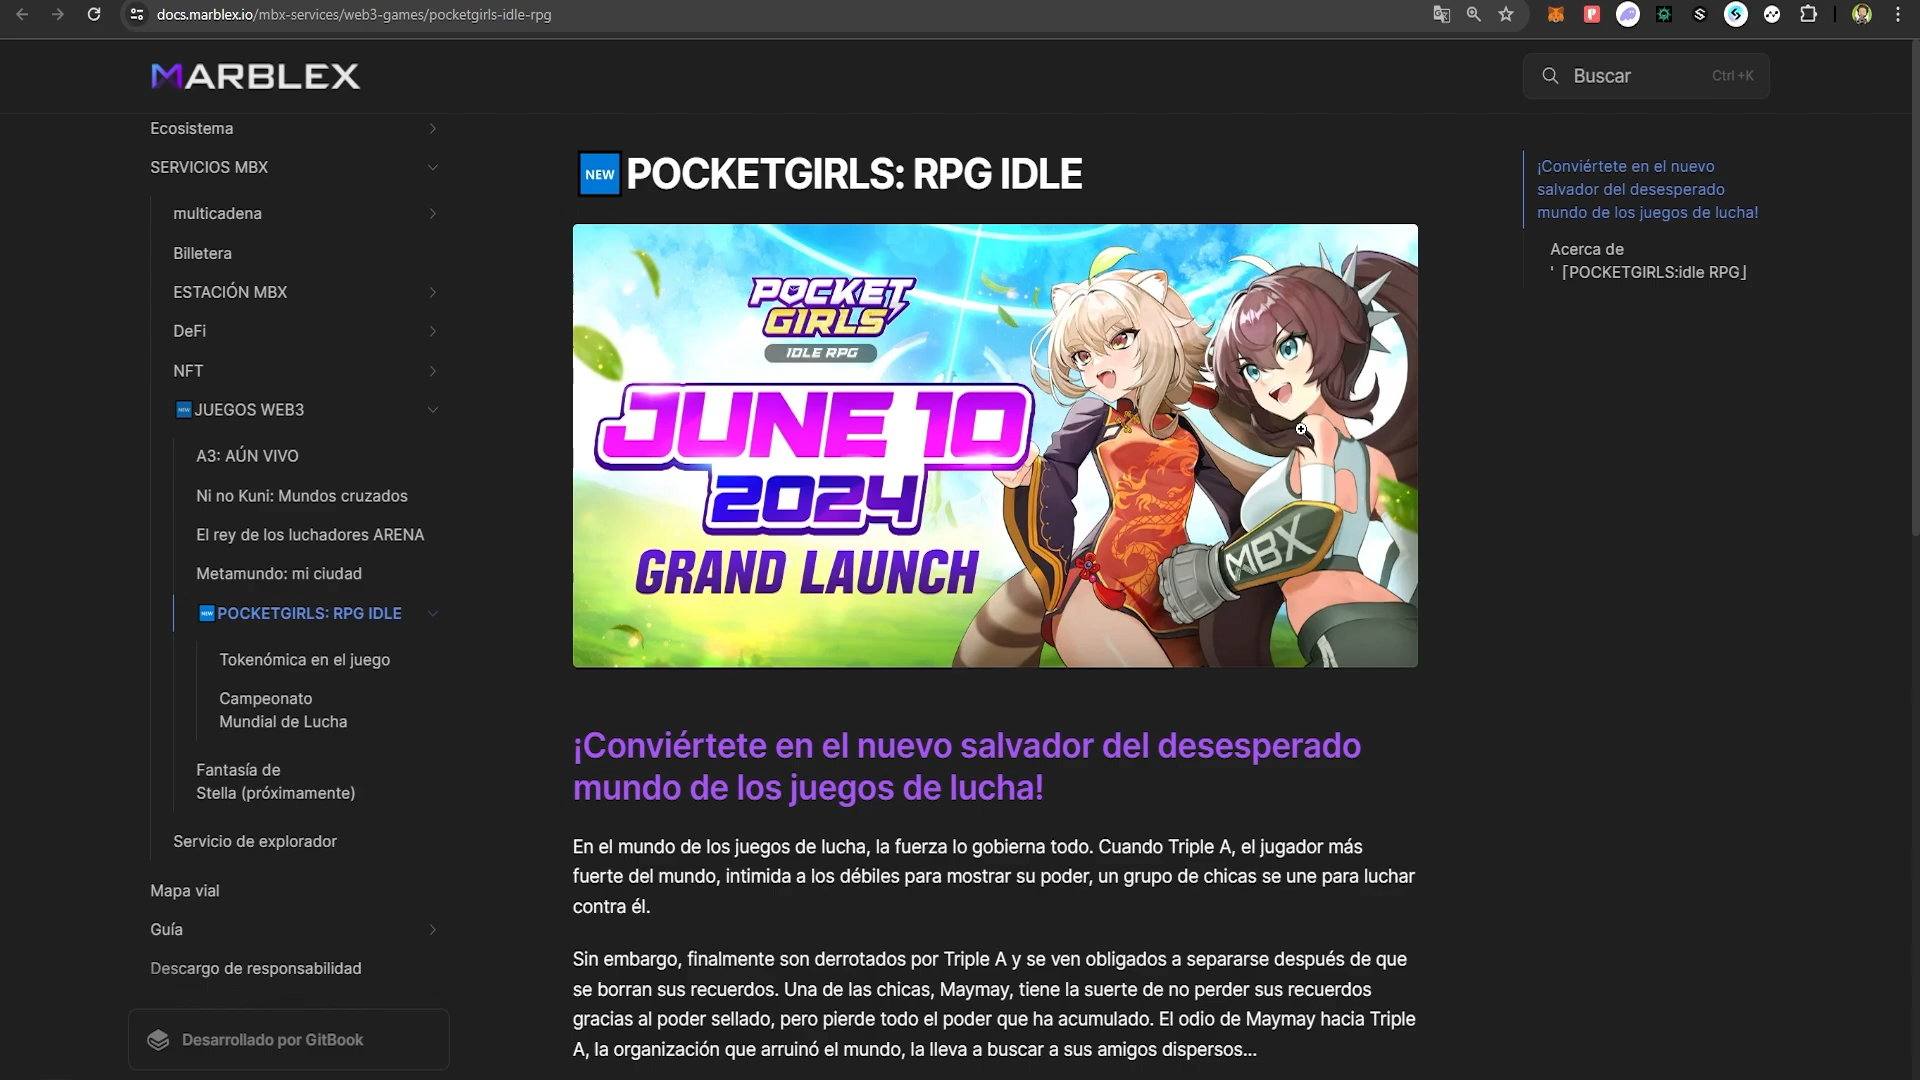 docs.marblex.io/mbx-services/web3-games/pocketgirls-idle-rpg
MARBLEX
Buscar
Ctrl+K
Ecosistema
SERVICIOS MBX
multicadena
Billetera
ESTACIÓN MBX
DeFi
NFT
NEW JUEGOS WEB3
A3: AÚN VIVO
Ni no Kuni: Mundos cruzados
El rey de los luchadores ARENA
Metamundo: mi ciudad
NEW POCKETGIRLS: RPG IDLE
Tokenómica en el juego
Campeonato
Mundial de Lucha
Fantasía de
Stella (próximamente)
Servicio de explorador
Mapa vial
Guía
Descargo de responsabilidad
Desarrollado por GitBook
NEW POCKETGIRLS: RPG IDLE
POCKET
GIRLS
IDLE RPG
JUNE 10
2024
GRAND LAUNCH
MBX
¡Conviértete en el nuevo salvador del desesperado
mundo de los juegos de lucha!
En el mundo de los juegos de lucha, la fuerza lo gobierna todo. Cuando Triple A, el jugador más
fuerte del mundo, intimida a los débiles para mostrar su poder, un grupo de chicas se une para luchar
contra él.
Sin embargo, finalmente son derrotados por Triple A y se ven obligados a separarse después de que
se borran sus recuerdos. Una de las chicas, Maymay, tiene la suerte de no perder sus recuerdos
gracias al poder sellado, pero pierde todo el poder que ha acumulado. El odio de Maymay hacia Triple
A, la organización que arruinó el mundo, la lleva a buscar a sus amigos dispersos...
¡Conviértete en el nuevo
salvador del desesperado
mundo de los juegos de lucha!
Acerca de
'「POCKETGIRLS:idle RPG」